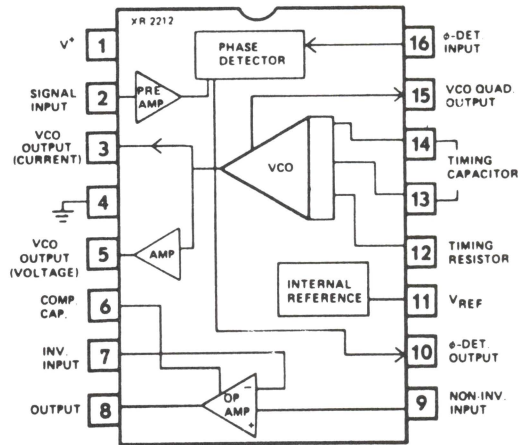 XR 2212
V+
1
SIGNAL
INPUT
2
VCO
OUTPUT
(CURRENT)
3
4
VCO
OUTPUT
(VOLTAGE)
5
COMP.
CAP.
6
INV.
INPUT
7
OUTPUT
8
PRE
AMP
PHASE
DETECTOR
VCO
AMP
INTERNAL
REFERENCE
OP
AMP
−
+
16
ϕ-DET
INPUT
15
VCO QUAD.
OUTPUT
14
TIMING
CAPACITOR
13
12
TIMING
RESISTOR
11
VREF
10
ϕ-DET.
OUTPUT
9
NON-INV.
INPUT